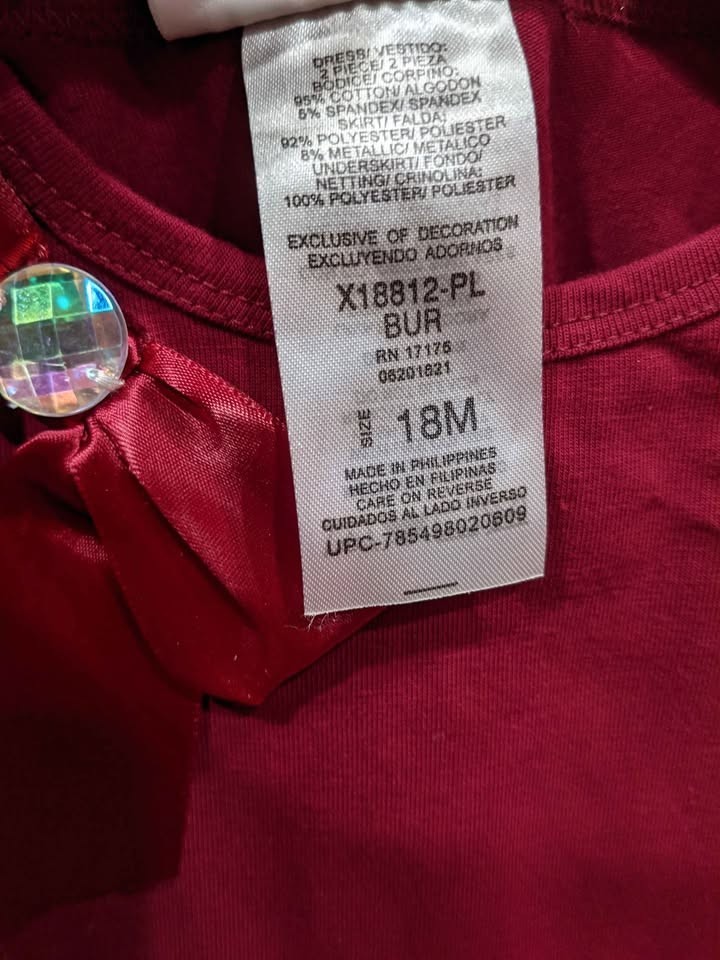 DRESS/ VESTIDO:
2 PIECE/ 2 PIEZA
BODICE/ CORPINO:
95% COTTON/ ALGODON
5% SPANDEX/ SPANDEX
SKIRT/ FALDA:
92% POLYESTER/ POLIESTER
8% METALLIC/ METALICO
UNDERSKIRT/ FONDO/
NETTING/ CRINOLINA:
100% POLYESTER/ POLIESTER
EXCLUSIVE OF DECORATION
EXCLUYENDO ADORNOS
X18812-PL
BUR
RN 17176
06201621
SIZE 18M
MADE IN PHILIPPINES
HECHO EN FILIPINAS
CARE ON REVERSE
CUIDADOS AL LADO INVERSO
UPC-785498020609